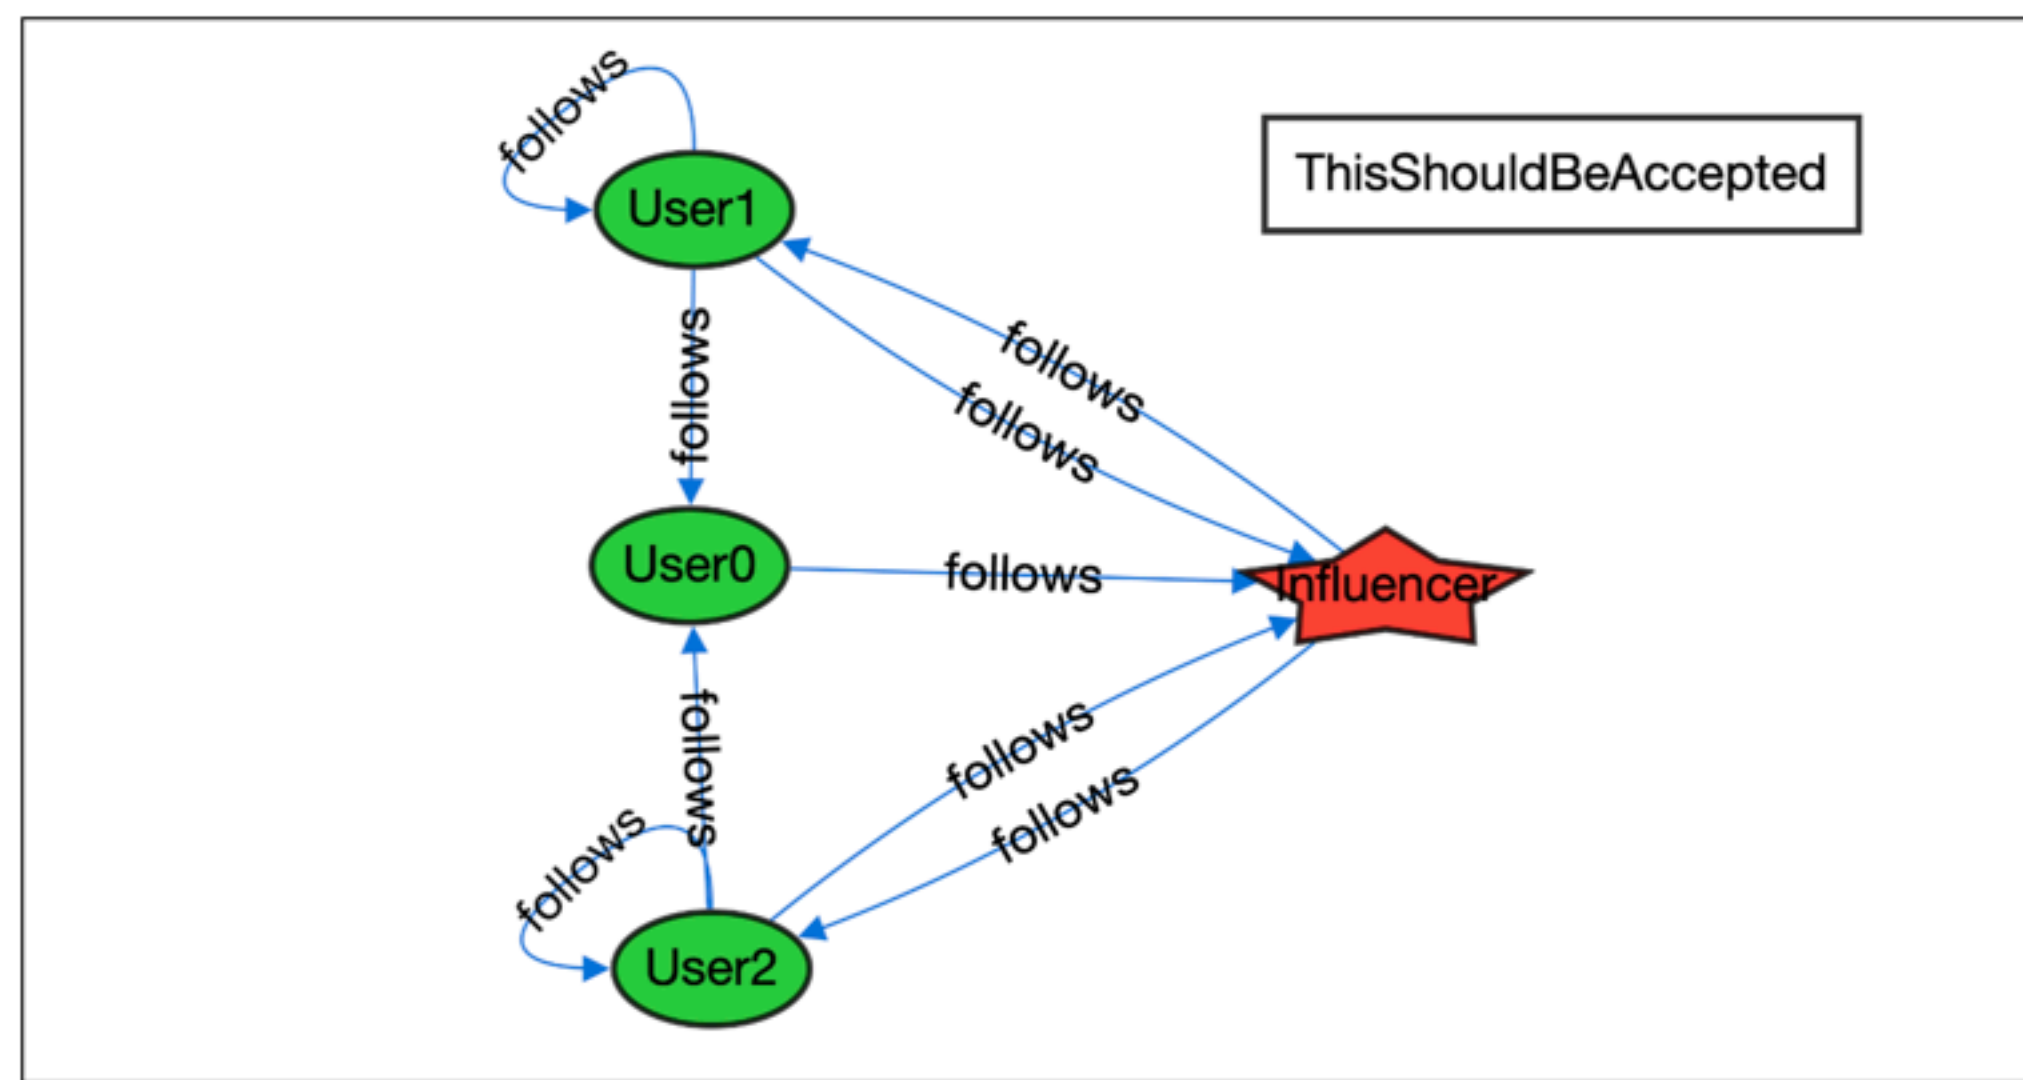 follows
ThisShouldBeAccepted
User1
follows
follows
follows
User0
follows
Influencer
follows
follows
follows
follows
User2